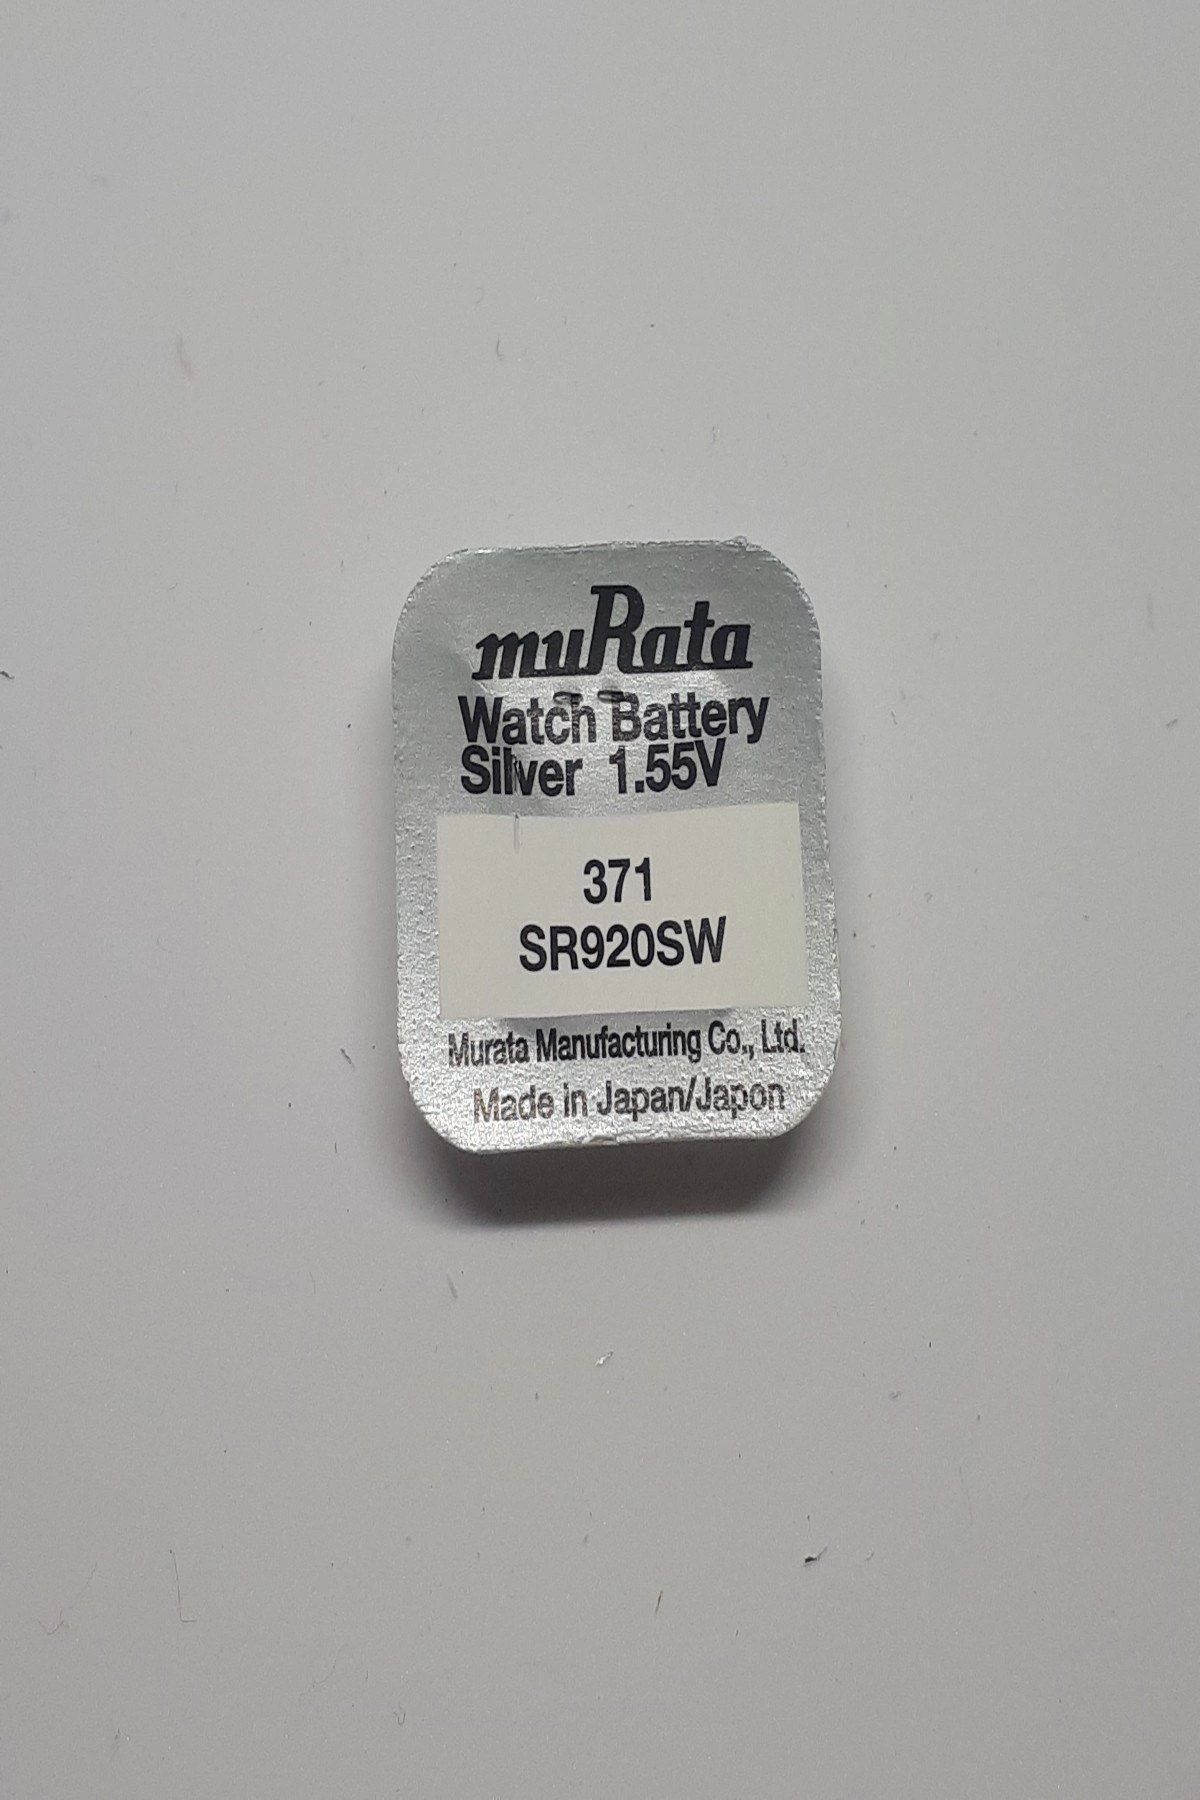 muRata
Watch Battery
Silver 1.55V
371
SR920SW
Murata Manufacturing Co., Ltd.
Made in Japan/Japon